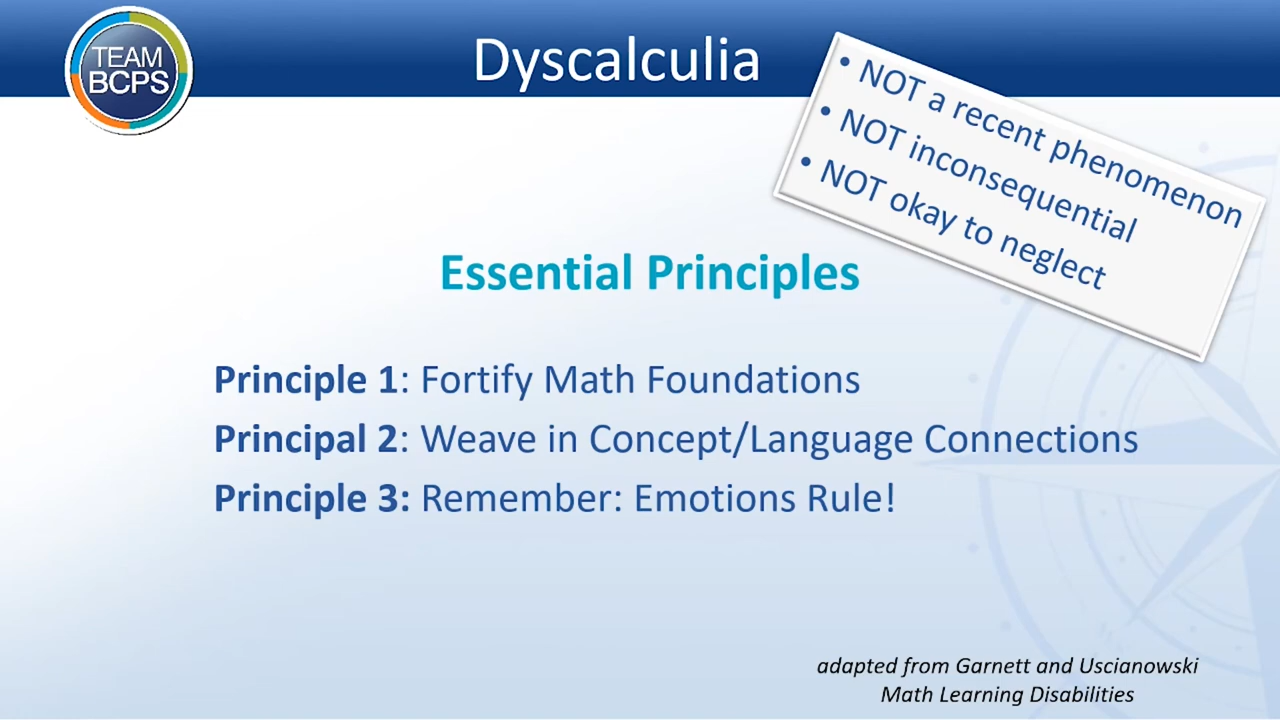 TEAM
BCPS
Dyscalculia
• NOT a recent phenomenon
• NOT inconsequential
• NOT okay to neglect
Essential Principles
Principle 1: Fortify Math Foundations
Principal 2: Weave in Concept/Language Connections
Principle 3: Remember: Emotions Rule!
adapted from Garnett and Uscianowski
Math Learning Disabilities